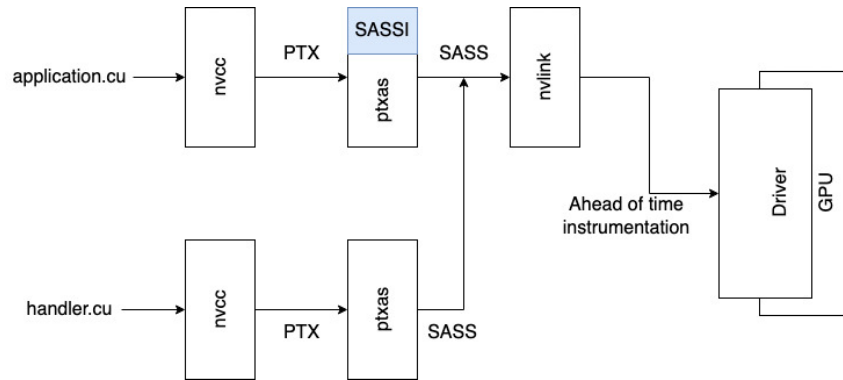 SASSI
PTX
SASS
application.cu
nvcc
ptxas
nvlink
Ahead of time
instrumentation
Driver
GPU
handler.cu
nvcc
PTX
ptxas
SASS